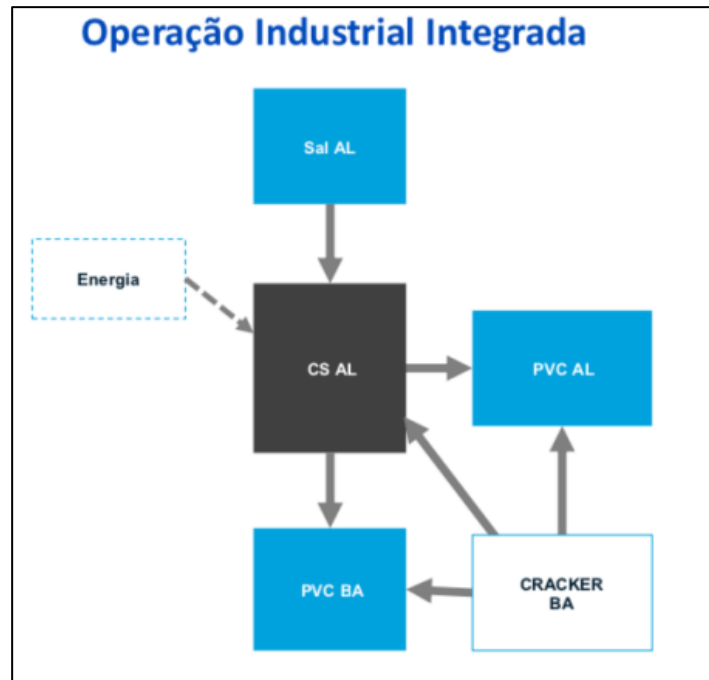 Operação Industrial Integrada
Sal AL
Energia
CS AL
PVC AL
PVC BA
CRACKER
BA